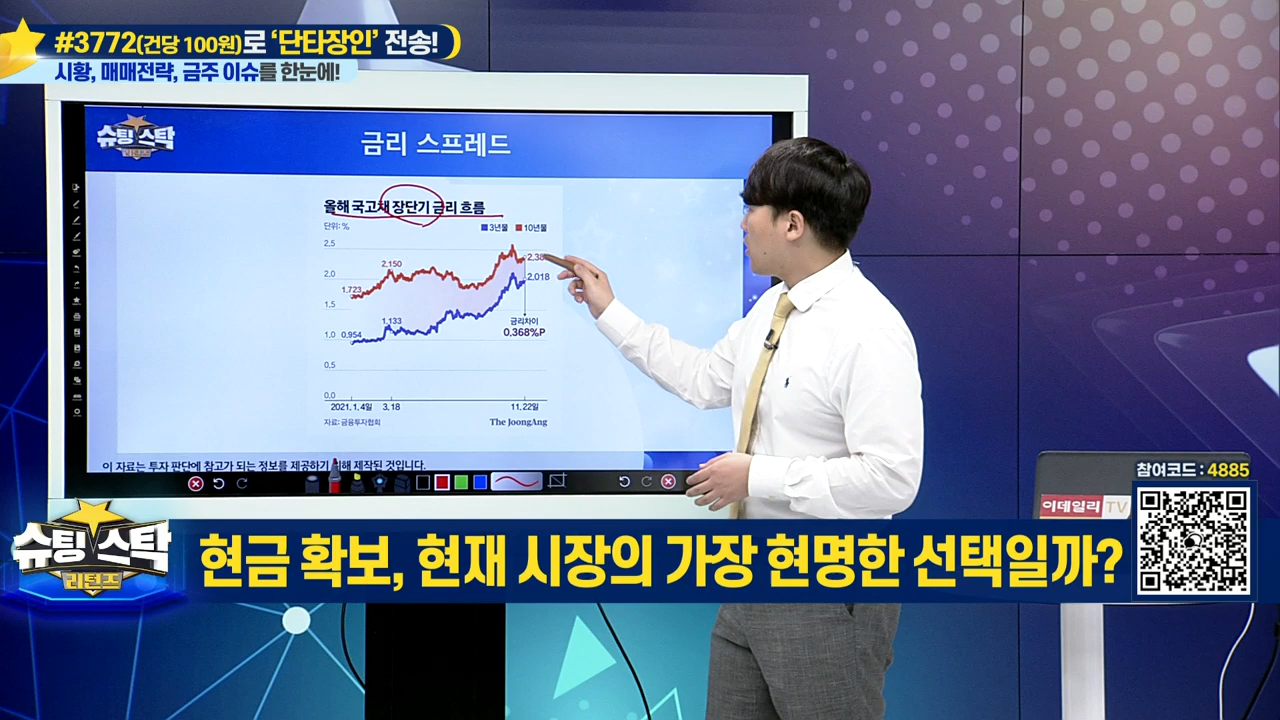 #3772(건당 100원)로 ‘단타장인’ 전송!
시황, 매매전략, 금주 이슈를 한눈에!
슈팅 스탁
리턴즈
금리 스프레드
올해 국고채 장단기 금리 흐름
단위: %
3년물 10년물
2.5
2.0
1.5
1.0
0.5
0.0
1.723
2.150
2.38
0.954
1.133
2.018
금리차이
0.368%P
2021. 1. 4일 3. 18 11. 22일
자료: 금융투자협회 The JoongAng
이 자료는 투자 판단에 참고가 되는 정보를 제공하기 위해 제작된 것입니다.
참여코드 : 4885
이데일리 TV
슈팅 스탁
리턴즈
현금 확보, 현재 시장의 가장 현명한 선택일까?